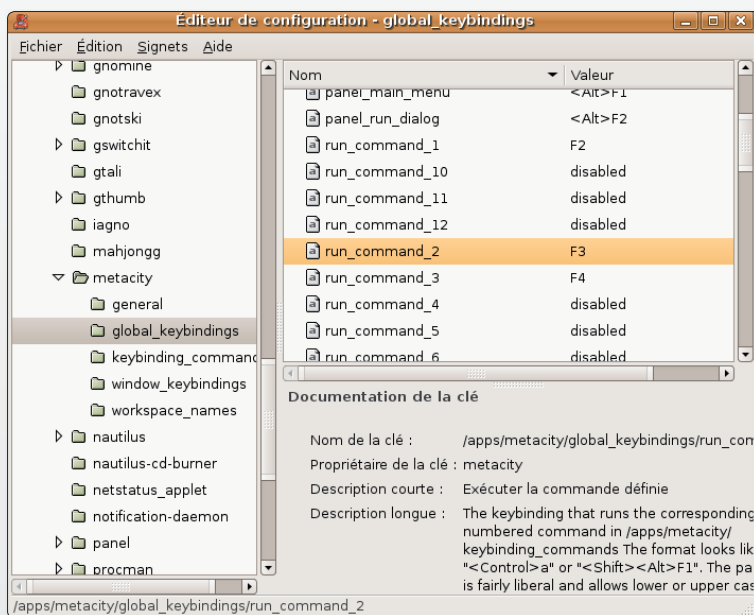 Éditeur de configuration - global_keybindings
Fichier Édition Signets Aide
gnomine
gnotravex
gnotski
gswitchit
gtali
gthumb
iagno
mahjongg
metacity
general
global_keybindings
keybinding_command
window_keybindings
workspace_names
nautilus
nautilus-cd-burner
netstatus_applet
notification-daemon
panel
procman
Nom Valeur
panel_main_menu <Alt>F1
panel_run_dialog <Alt>F2
run_command_1 F2
run_command_10 disabled
run_command_11 disabled
run_command_12 disabled
run_command_2 F3
run_command_3 F4
run_command_4 disabled
run_command_5 disabled
run_command_6 disabled
Documentation de la clé
Nom de la clé : /apps/metacity/global_keybindings/run_com
Propriétaire de la clé : metacity
Description courte : Exécuter la commande définie
Description longue : The keybinding that runs the corresponding
numbered command in /apps/metacity/
keybinding_commands The format looks lik
"<Control>a" or "<Shift><Alt>F1". The pa
is fairly liberal and allows lower or upper cas
/apps/metacity/global_keybindings/run_command_2